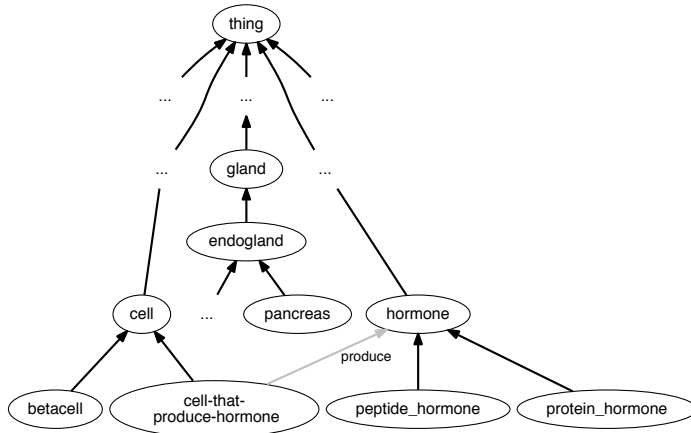 thing
... ... ...
... gland ...
endogland
cell ... pancreas hormone
produce
betacell cell-that-
produce-hormone peptide_hormone protein_hormone